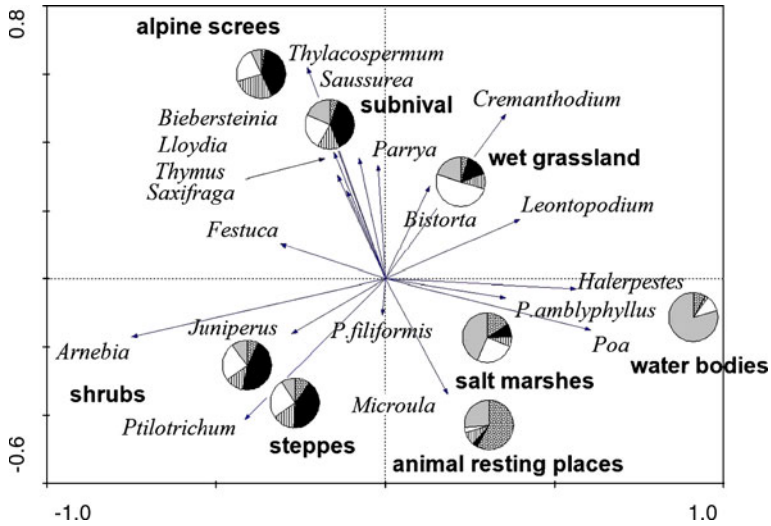 0.8
alpine screes
Thylacospermum
Saussurea
subnival
Cremanthodium
Biebersteinia
Lloydia
Parrya
wet grassland
Thymus
Saxifraga
Bistorta
Leontopodium
Festuca
Halerpestes
P.amblyphyllus
Juniperus
P.filiformis
Poa
Arnebia
water bodies
shrubs
salt marshes
Microula
Ptilotrichum
steppes
animal resting places
-0.6
-1.0
1.0